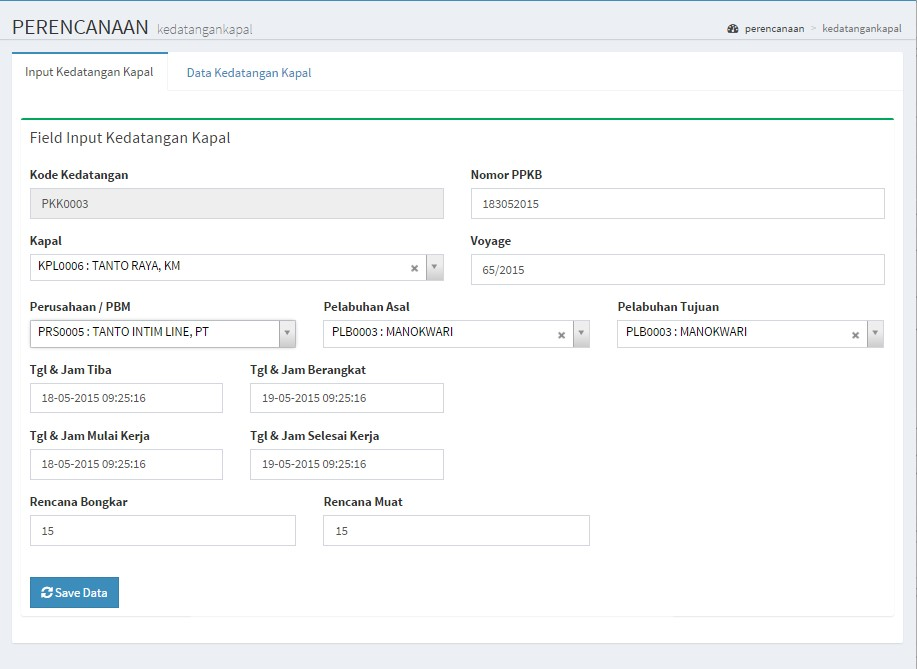 PERENCANAAN kedatangankapal
perencanaan > kedatangankapal
Input Kedatangan Kapal Data Kedatangan Kapal
Field Input Kedatangan Kapal
Kode Kedatangan Nomor PPKB
PKK0003 183052015
Kapal Voyage
KPL0006 : TANTO RAYA, KM × 65/2015
Perusahaan / PBM Pelabuhan Asal Pelabuhan Tujuan
PRS0005 : TANTO INTIM LINE, PT PLB0003 : MANOKWARI × PLB0003 : MANOKWARI ×
Tgl & Jam Tiba Tgl & Jam Berangkat
18-05-2015 09:25:16 19-05-2015 09:25:16
Tgl & Jam Mulai Kerja Tgl & Jam Selesai Kerja
18-05-2015 09:25:16 19-05-2015 09:25:16
Rencana Bongkar Rencana Muat
15 15
Save Data